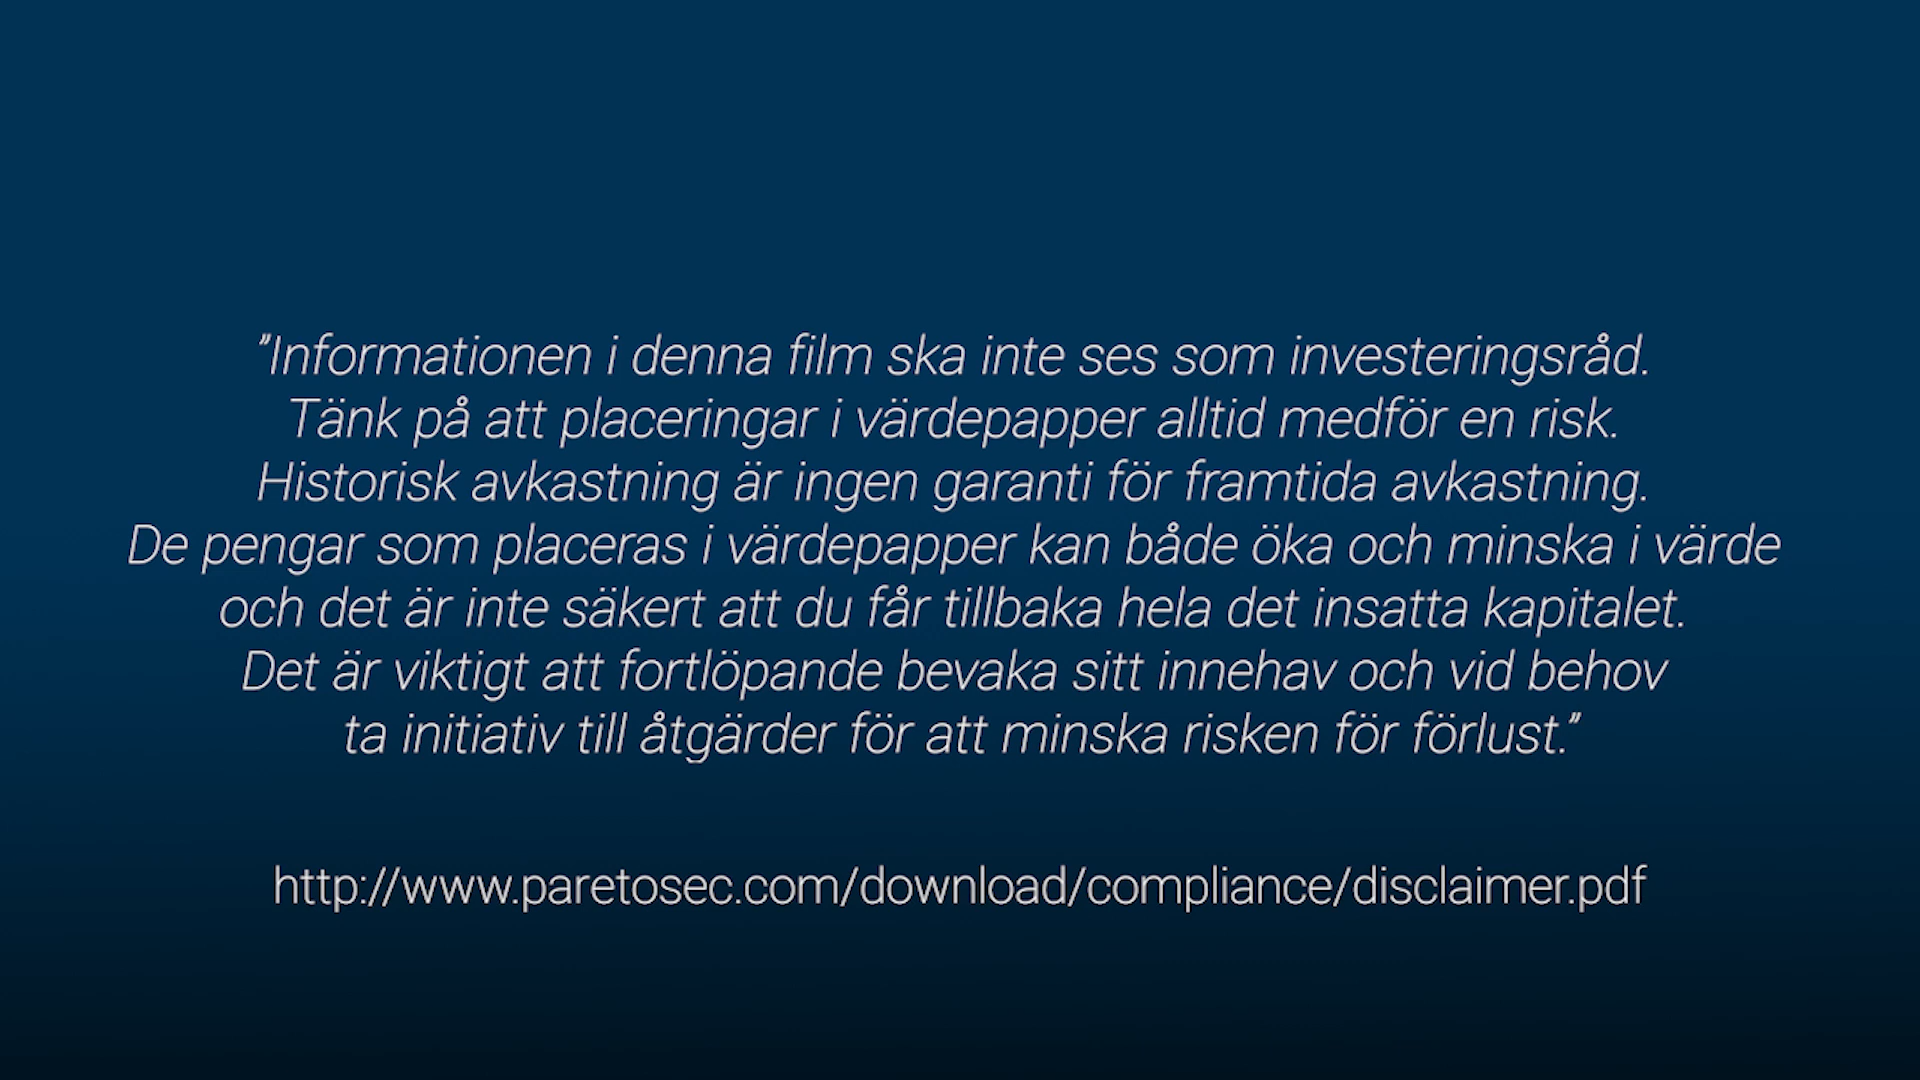 ”Informationen i denna film ska inte ses som investeringsråd.
Tänk på att placeringar i värdepapper alltid medför en risk.
Historisk avkastning är ingen garanti för framtida avkastning.
De pengar som placeras i värdepapper kan både öka och minska i värde
och det är inte säkert att du får tillbaka hela det insatta kapitalet.
Det är viktigt att fortlöpande bevaka sitt innehav och vid behov
ta initiativ till åtgärder för att minska risken för förlust.”
http://www.paretosec.com/download/compliance/disclaimer.pdf